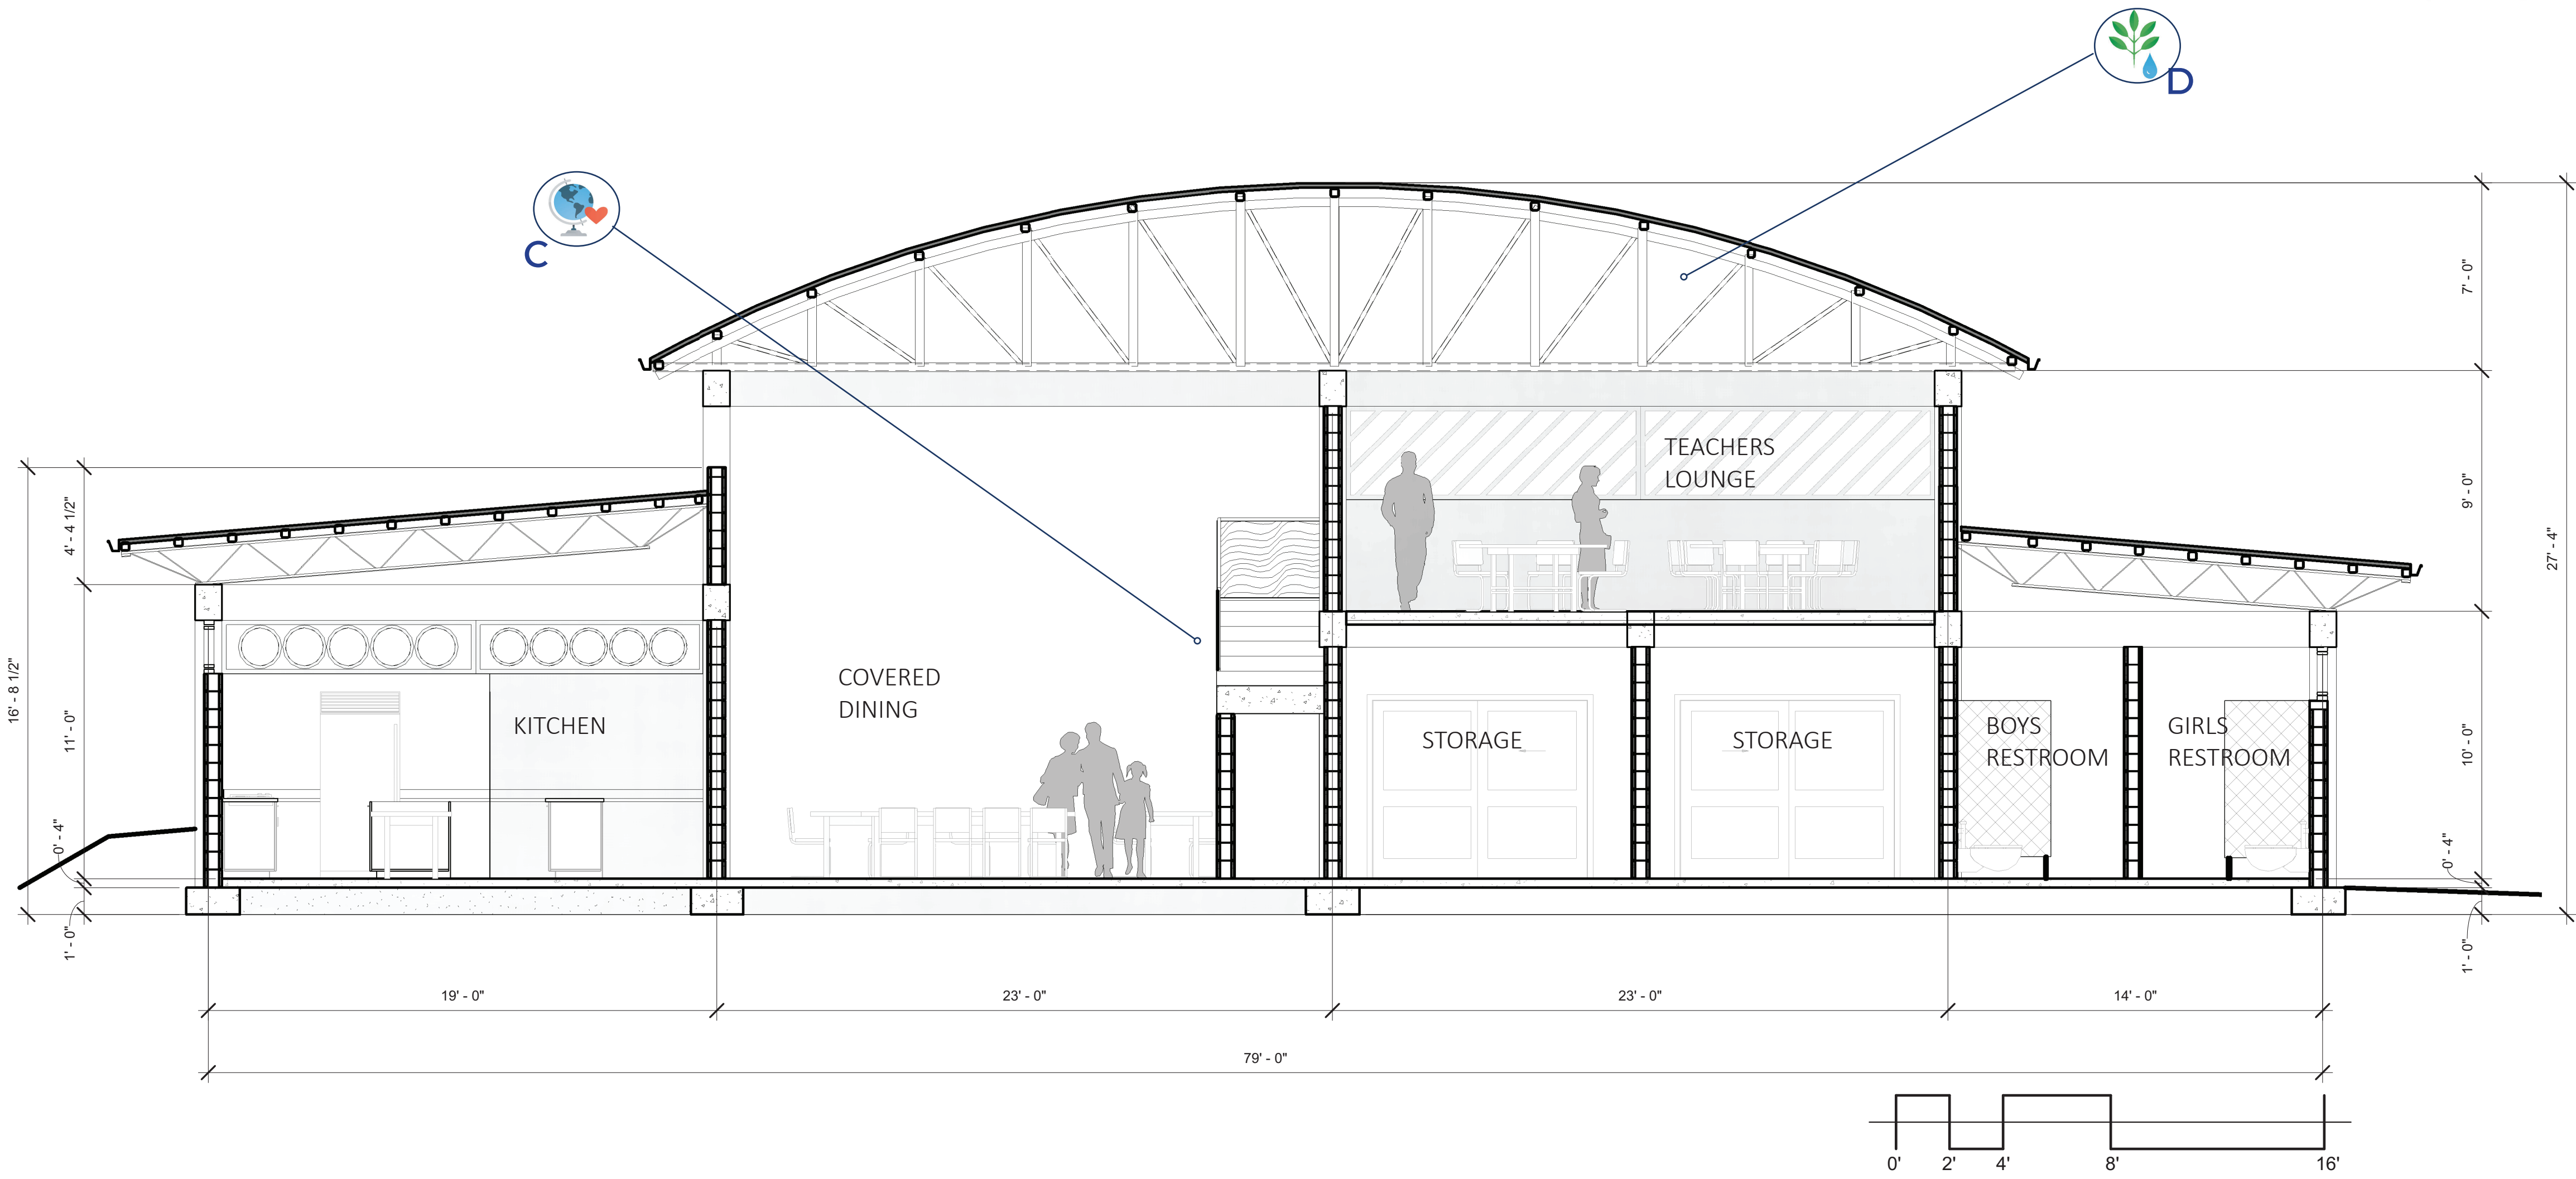 D
C
7' - 0"
TEACHERS
LOUNGE
9' - 0"
4' - 4 1/2"
27' - 4"
16' - 8 1/2"
11' - 0"
COVERED
DINING
KITCHEN
STORAGE
STORAGE
BOYS
RESTROOM
GIRLS
RESTROOM
10' - 0"
0' - 4"
0' - 4"
1' - 0"
1' - 0"
19' - 0"
23' - 0"
23' - 0"
14' - 0"
79' - 0"
0'
2'
4'
8'
16'